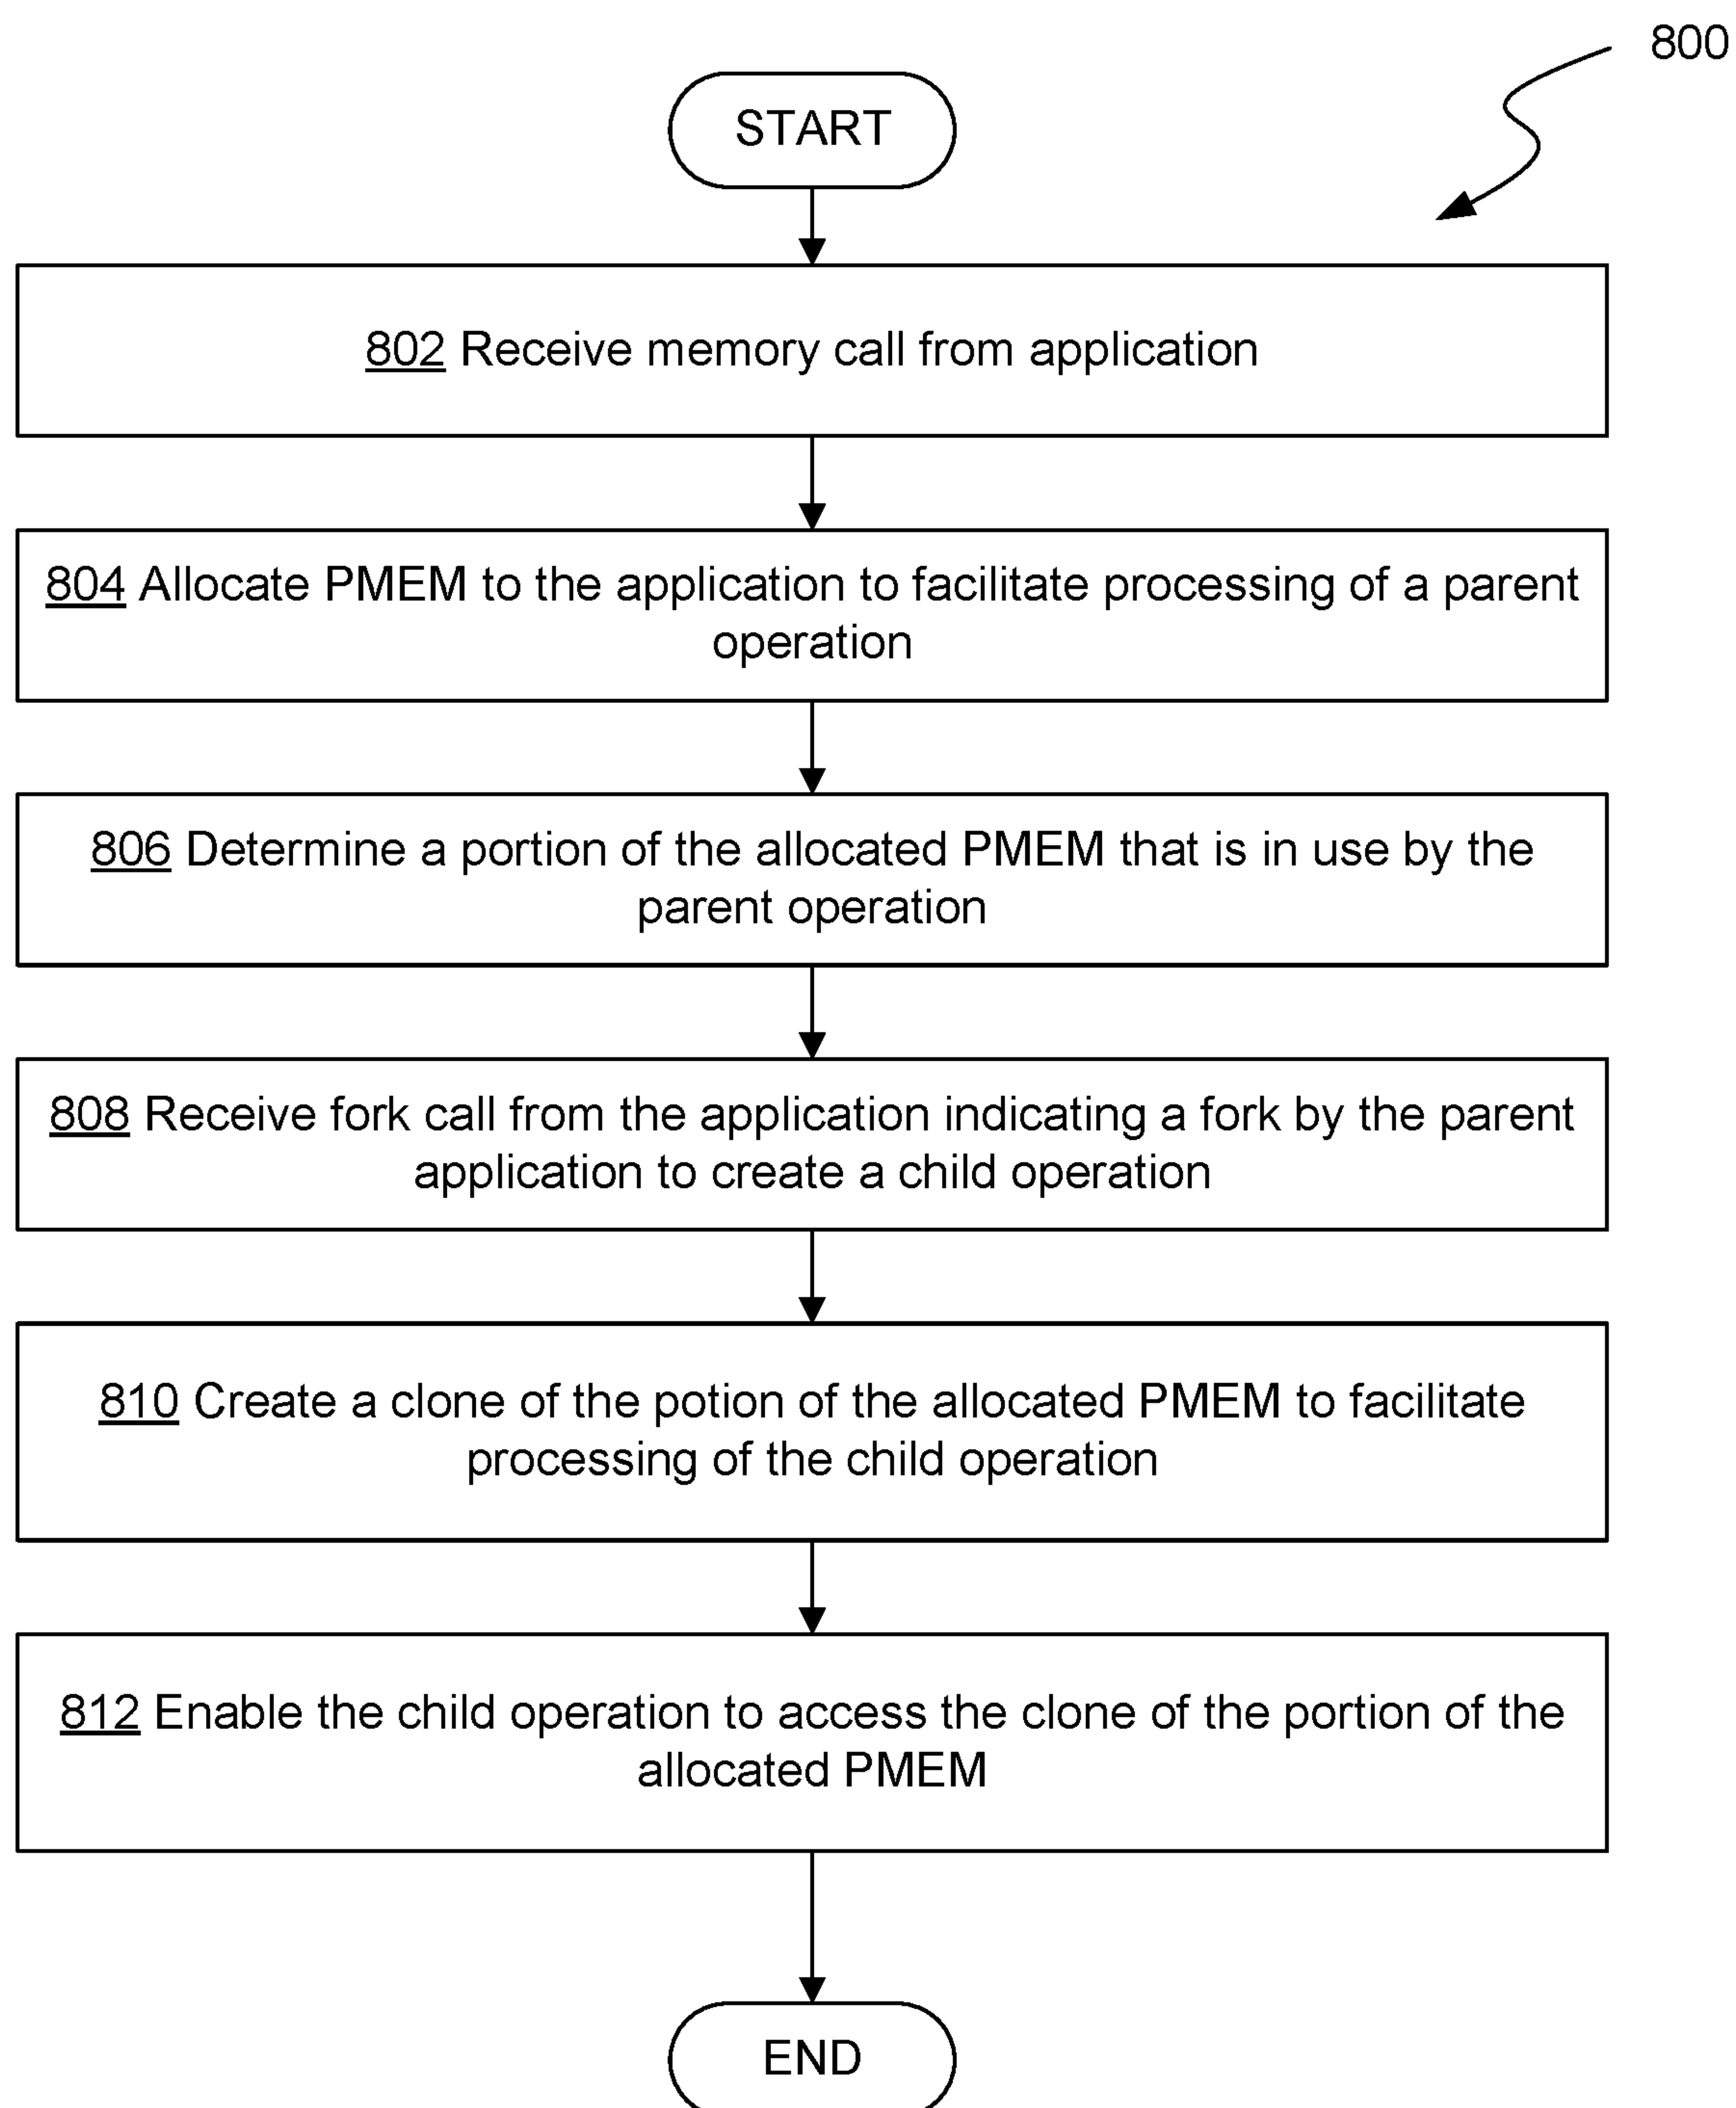 800
START
802 Receive memory call from application
804 Allocate PMEM to the application to facilitate processing of a parent
operation
806 Determine a portion of the allocated PMEM that is in use by the
parent operation
808 Receive fork call from the application indicating a fork by the parent
application to create a child operation
810 Create a clone of the potion of the allocated PMEM to facilitate
processing of the child operation
812 Enable the child operation to access the clone of the portion of the
allocated PMEM
END